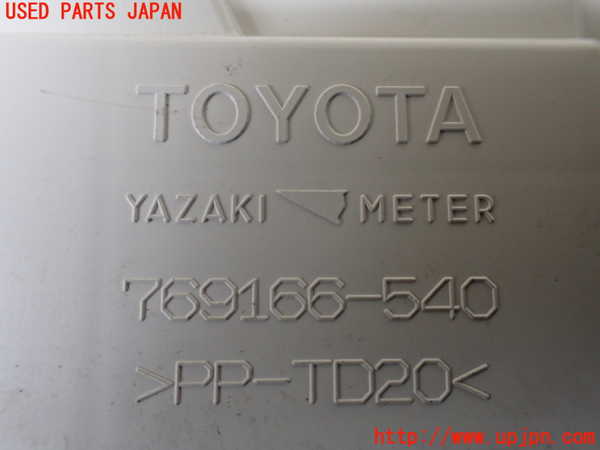 USED PARTS JAPAN
TOYOTA
YAZAKI METER
769166-540
>PP-TD20<
http://www.upjpn.com/